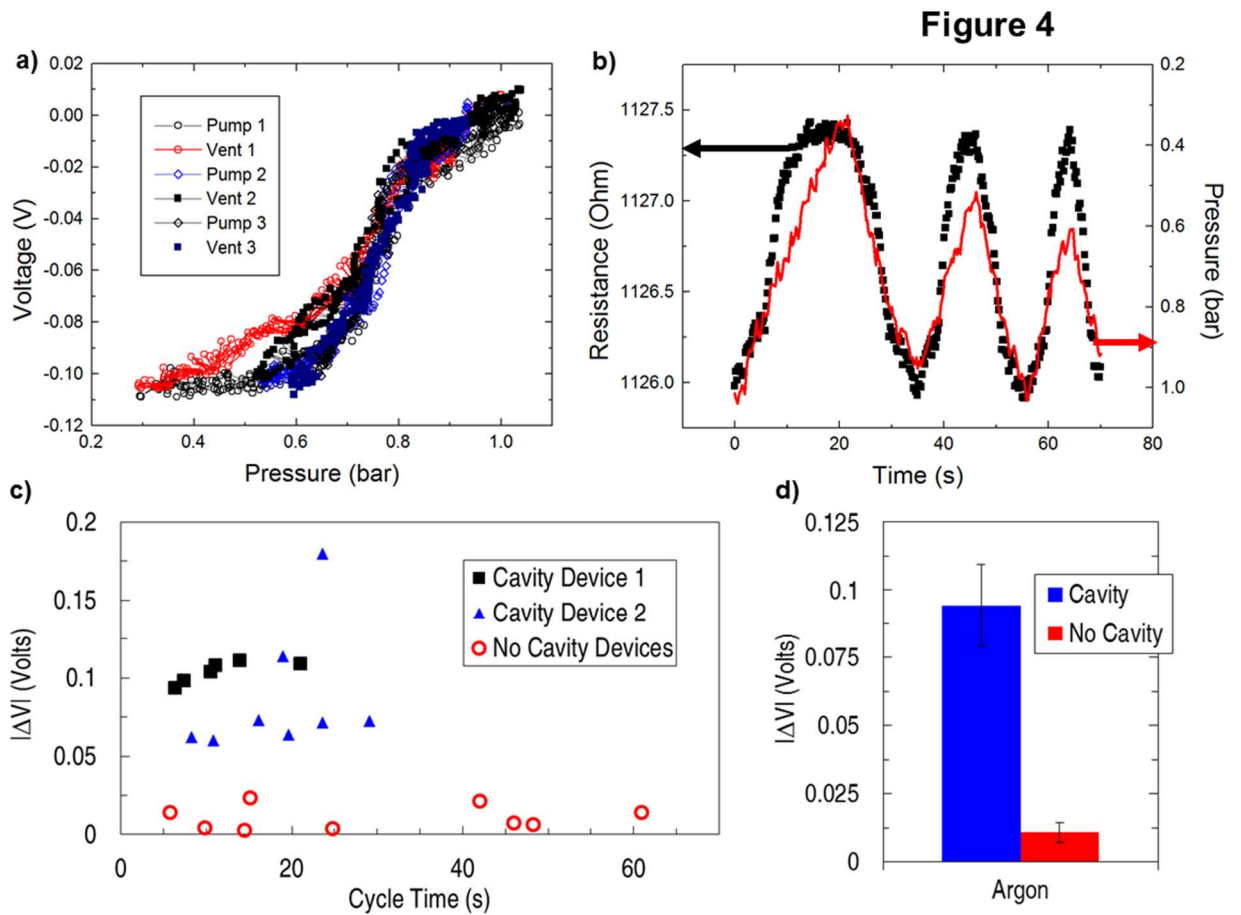 Figure 4
a)
0.02
0.00
-0.02
-0.04
-0.06
-0.08
-0.10
-0.12
Voltage (V)
Pump 1
Vent 1
Pump 2
Vent 2
Pump 3
Vent 3
0.2
0.4
0.6
0.8
1.0
Pressure (bar)
b)
1127.5
1127.0
1126.5
1126.0
Resistance (Ohm)
0.2
0.4
0.6
0.8
1.0
Pressure (bar)
0
20
40
60
80
Time (s)
c)
0.2
0.15
0.1
0.05
0
|ΔV| (Volts)
Cavity Device 1
Cavity Device 2
No Cavity Devices
0
20
40
60
Cycle Time (s)
d)
0.125
0.1
0.075
0.05
0.025
0
|ΔV| (Volts)
Cavity
No Cavity
Argon